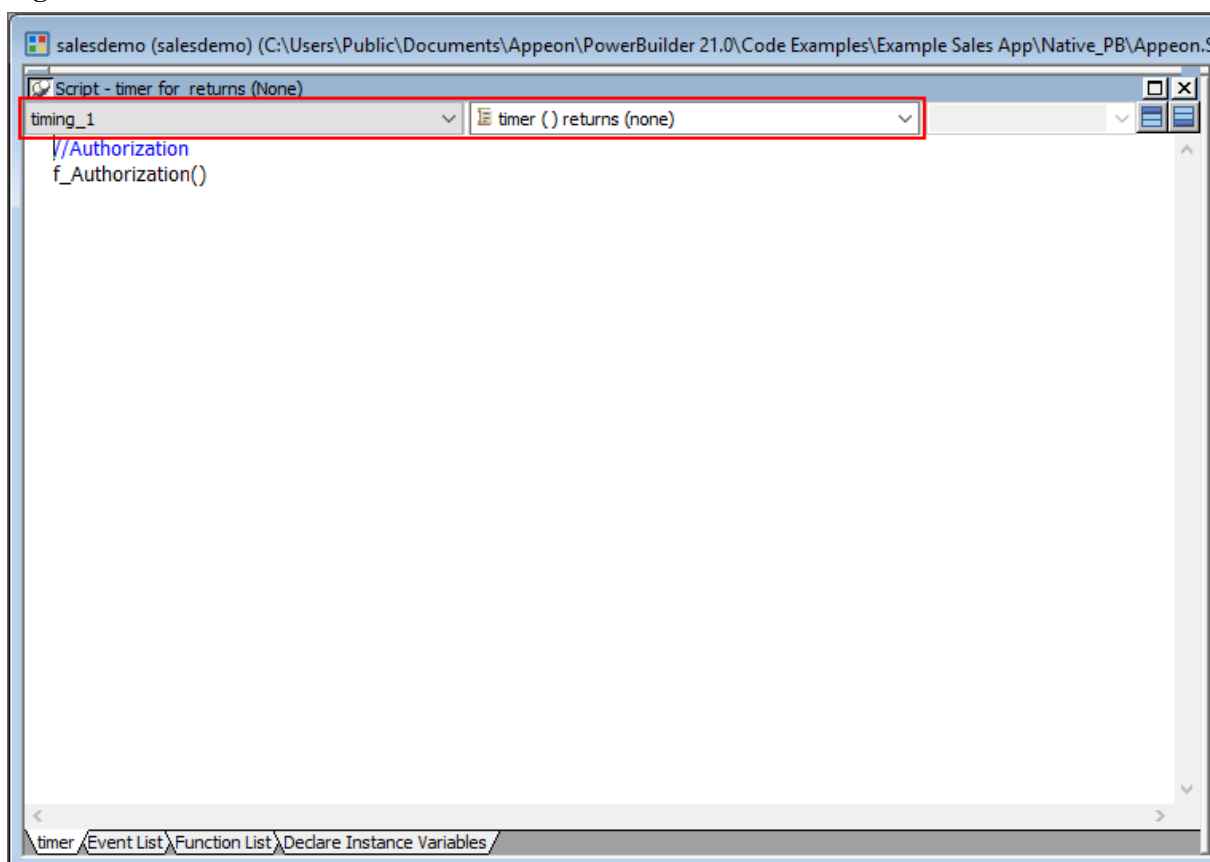 salesdemo (salesdemo) (C:\Users\Public\Documents\Appeon\PowerBuilder 21.0\Code Examples\Example Sales App\Native_PB\Appeon.S
Script - timer for returns (None)
timing_1 timer ( ) returns (none)
//Authorization
f_Authorization()
timer Event List Function List Declare Instance Variables